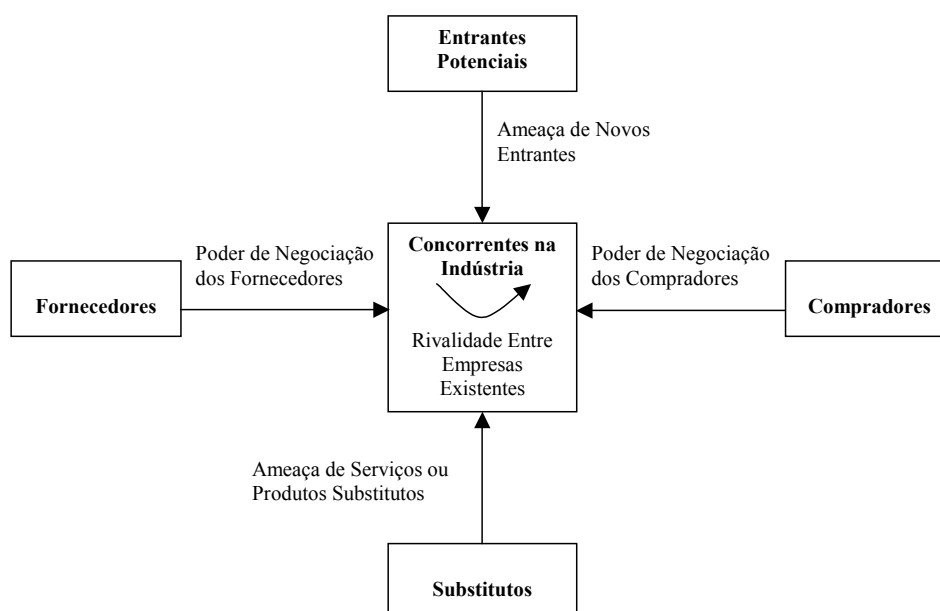 Entrantes
Potenciais
Ameaça de Novos
Entrantes
Poder de Negociação
dos Fornecedores
Fornecedores
Concorrentes na
Indústria
Rivalidade Entre
Empresas
Existentes
Poder de Negociação
dos Compradores
Compradores
Ameaça de Serviços ou
Produtos Substitutos
Substitutos